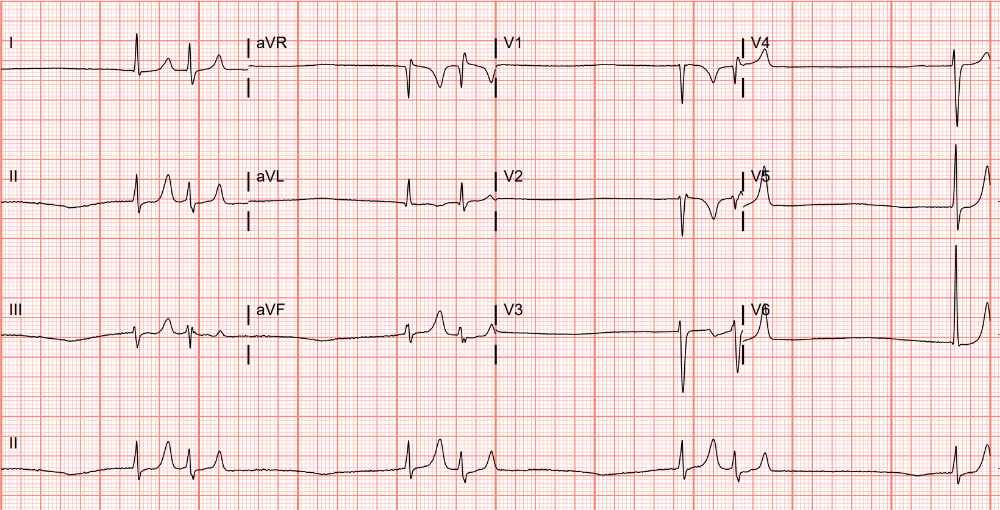 I aVR V1 V4
II aVL V2 V5
III aVF V3 V6
II